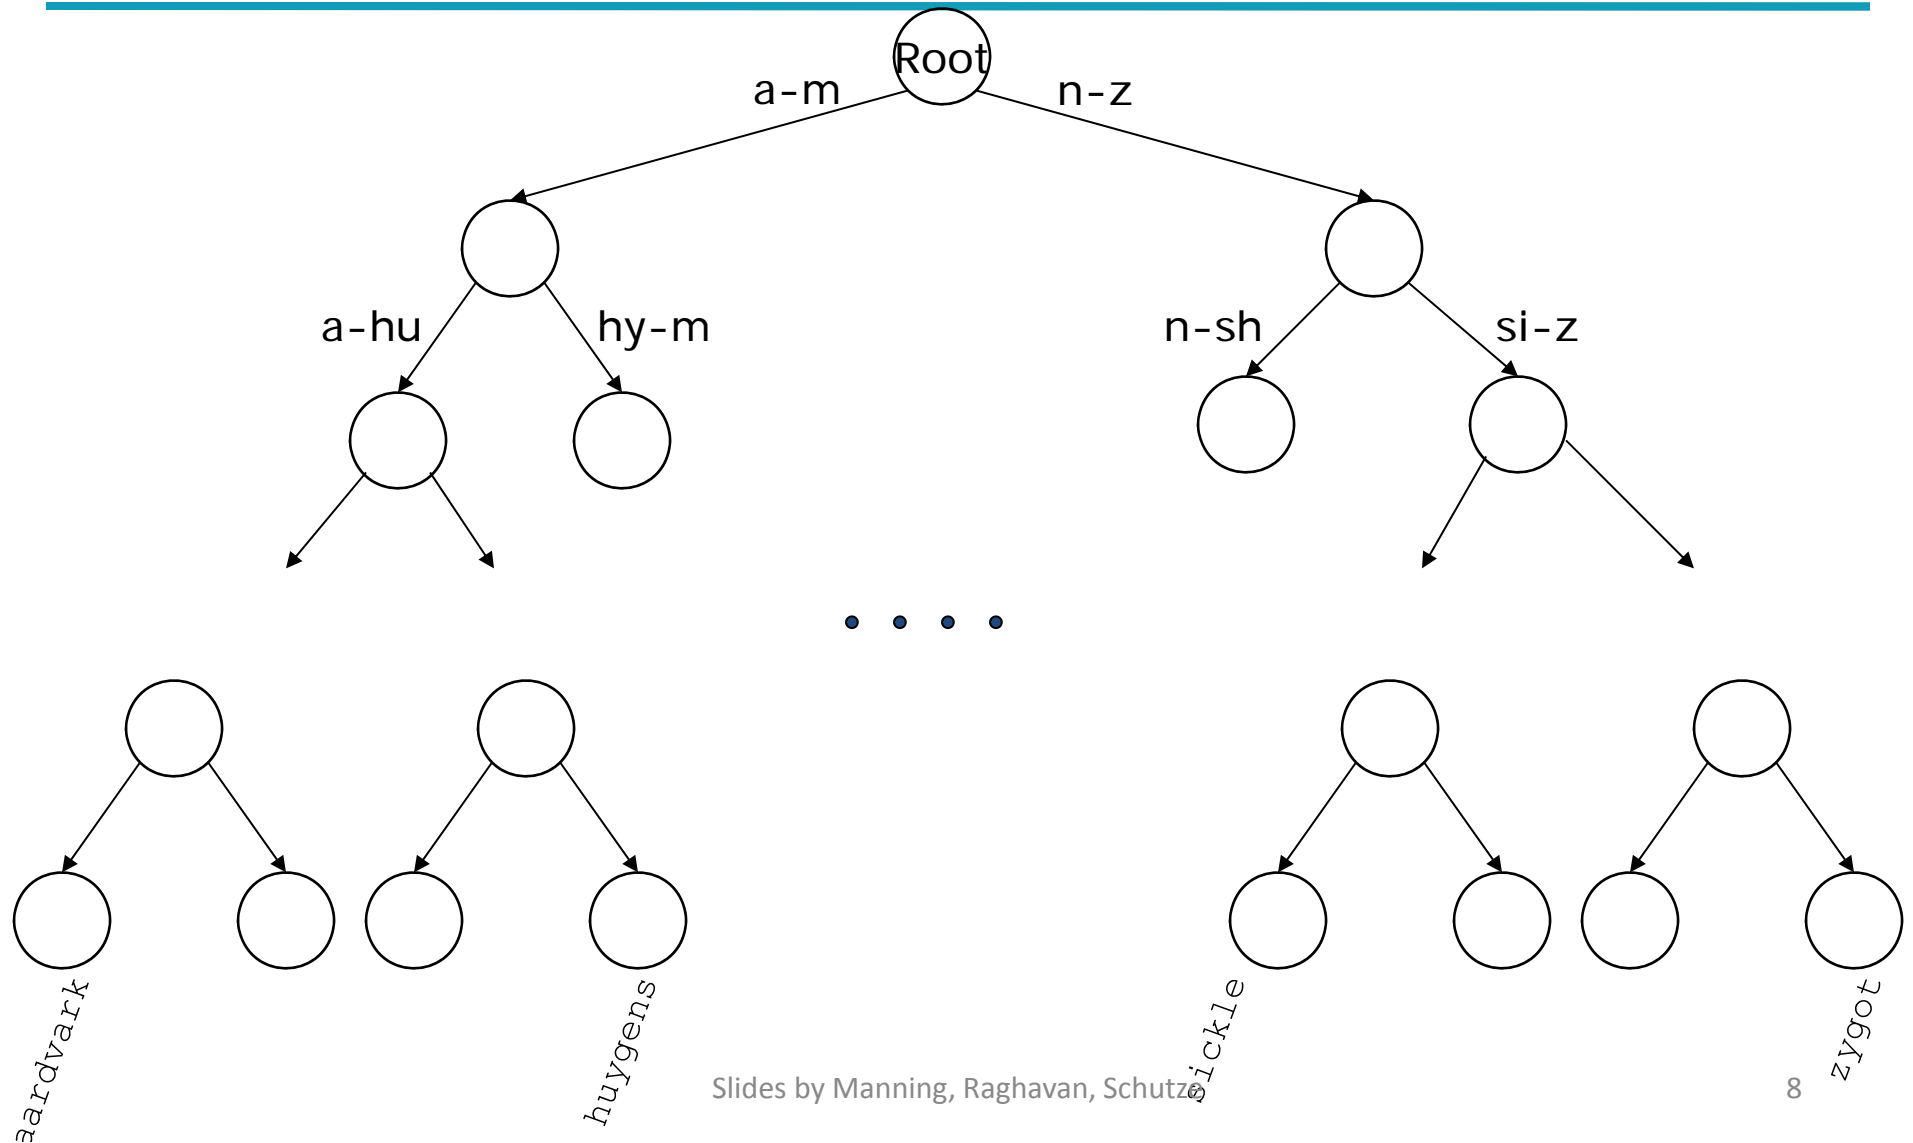 Root
a-m
n-z
a-hu
hy-m
n-sh
si-z
aardvark
huygens
sickle
zygot
Slides by Manning, Raghavan, Schutze
8